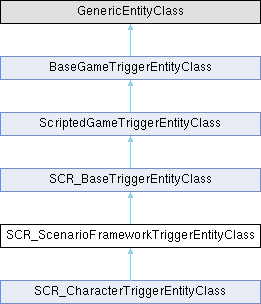 GenericEntityClass
BaseGameTriggerEntityClass
ScriptedGameTriggerEntityClass
SCR_BaseTriggerEntityClass
SCR_ScenarioFrameworkTriggerEntityClass
SCR_CharacterTriggerEntityClass